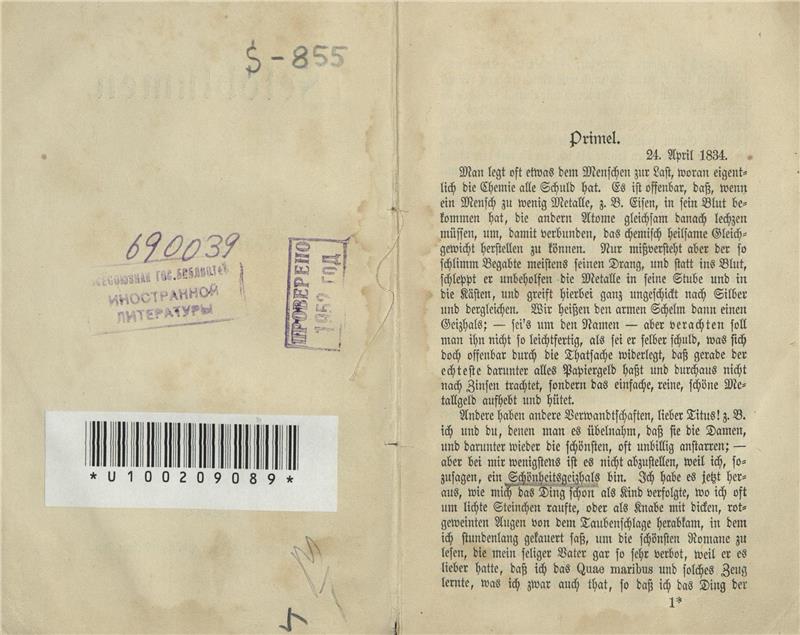 $-855
690039
ВСЕСОЮЗНАЯ ГОС. БИБЛИОТЕКА
ИНОСТРАННОЙ
ЛИТЕРАТУРЫ
ПРОВЕРЕНО
1952 ГОД
*U100209089*
Primel.
24. April 1834.
Man legt oft etwas dem Menschen zur Last, woran eigent-
lich die Chemie alle Schuld hat. Es ist offenbar, daß, wenn
ein Mensch zu wenig Metalle, z. B. Eisen, in sein Blut be-
kommen hat, die andern Atome gleichsam danach lechzen
müssen, um, damit verbunden, das chemisch heilsame Gleich-
gewicht herstellen zu können. Nur mißversteht aber der so
schlimm Begabte meistens seinen Drang, und statt ins Blut,
schleppt er unbeholfen die Metalle in seine Stube und in
die Kästen, und greift hierbei ganz ungeschickt nach Silber
und dergleichen. Wir heißen den armen Schelm dann einen
Geizhals; — sei's um den Namen — aber verachten soll
man ihn nicht so leichtfertig, als sei er selber schuld, was sich
doch offenbar durch die Thatsache widerlegt, daß gerade der
echteste darunter alles Papiergeld haßt und durchaus nicht
nach Zinsen trachtet, sondern das einfache, reine, schöne Me-
tallgeld aufhebt und hütet.
Andere haben andere Verwandtschaften, lieber Titus! z. B.
ich und du, denen man es übelnahm, daß sie die Damen,
und darunter wieder die schönsten, oft unbillig anstarren; —
aber bei mir wenigstens ist es nicht abzustellen, weil ich, so-
zusagen, ein Schönheitsgeizhals bin. Ich habe es jetzt her-
aus, wie mich das Ding schon als Kind verfolgte, wo ich oft
um lichte Steinchen raufte, oder als Knabe mit dicken, rot-
geweinten Augen von dem Taubenschlage herabkam, in dem
ich stundenlang gekauert saß, um die schönsten Romane zu
lesen, die mein seliger Vater gar so sehr verbot, weil er es
lieber hatte, daß ich das Quae maribus und solches Zeug
lernte, was ich zwar auch that, so daß ich das Ding der
1*